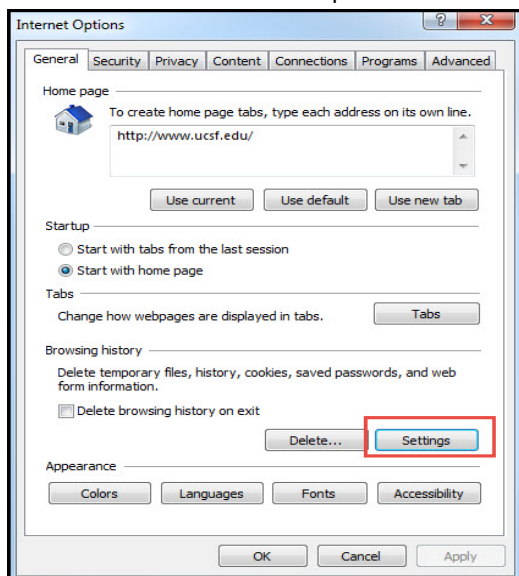 Internet Options
General Security Privacy Content Connections Programs Advanced
Home page
To create home page tabs, type each address on its own line.
http://www.ucsf.edu/
Use current Use default Use new tab
Startup
Start with tabs from the last session
Start with home page
Tabs
Change how webpages are displayed in tabs. Tabs
Browsing history
Delete temporary files, history, cookies, saved passwords, and web
form information.
Delete browsing history on exit
Delete... Settings
Appearance
Colors Languages Fonts Accessibility
OK Cancel Apply